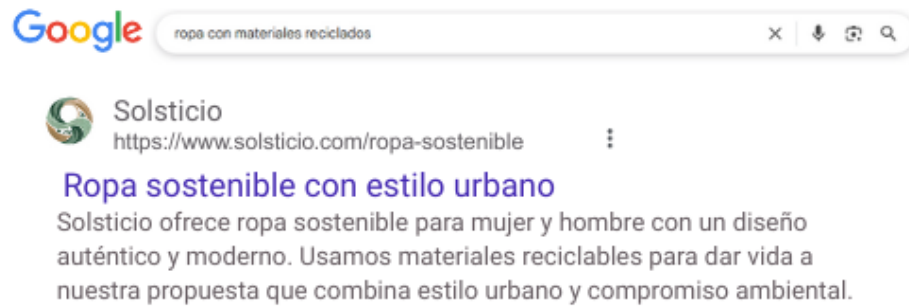 Google
ropa con materiales reciclados
Solsticio
https://www.solsticio.com/ropa-sostenible
Ropa sostenible con estilo urbano
Solsticio ofrece ropa sostenible para mujer y hombre con un diseño
auténtico y moderno. Usamos materiales reciclables para dar vida a
nuestra propuesta que combina estilo urbano y compromiso ambiental.